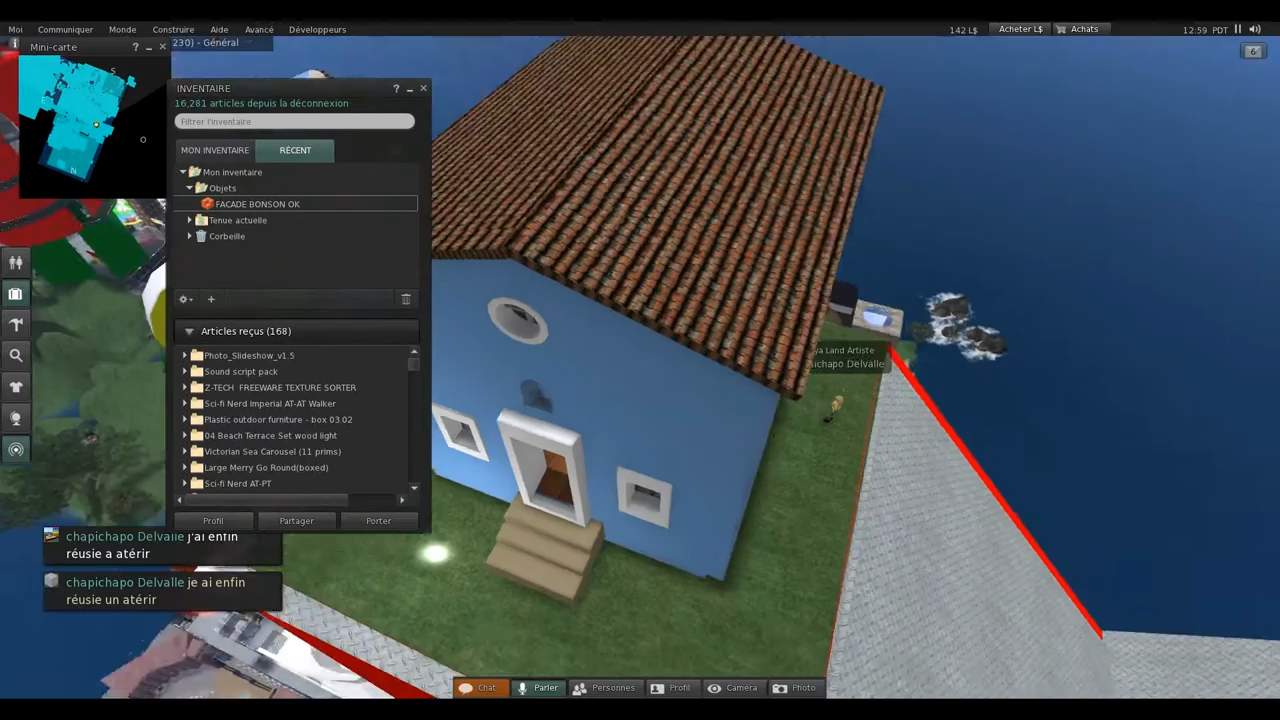 Moi Communiquer Monde Construire Aide Avancé Développeurs
142 L$ Acheter L$ Achats 12:59 PDT
230) - Général
6
Mini-carte ?
S
E
O
N
INVENTAIRE ?
16,281 articles depuis la déconnexion
Filtrer l'inventaire
MON INVENTAIRE RÉCENT
Mon inventaire
Objets
FACADE BONSON OK
Tenue actuelle
Corbeille
Articles reçus (168)
Photo_Slideshow_v1.5
Sound script pack
Z-TECH FREEWARE TEXTURE SORTER
Sci-fi Nerd Imperial AT-AT Walker
Plastic outdoor furniture - box 03.02
04 Beach Terrace Set wood light
Victorian Sea Carousel (11 prims)
Large Merry Go Round(boxed)
Sci-fi Nerd AT-PT
Profil Partager Porter
ya Land Artiste
ichapo Delvalle
chapichapo Delvalle j'ai enfin
réusie a atérir
chapichapo Delvalle je ai enfin
réusie un atérir
Chat Parler Personnes Profil Caméra Photo